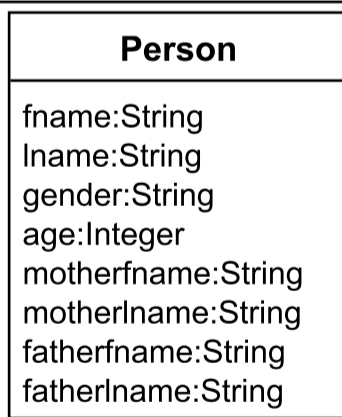 Person
fname:String
lname:String
gender:String
age:Integer
motherfname:String
motherlname:String
fatherfname:String
fatherlname:String